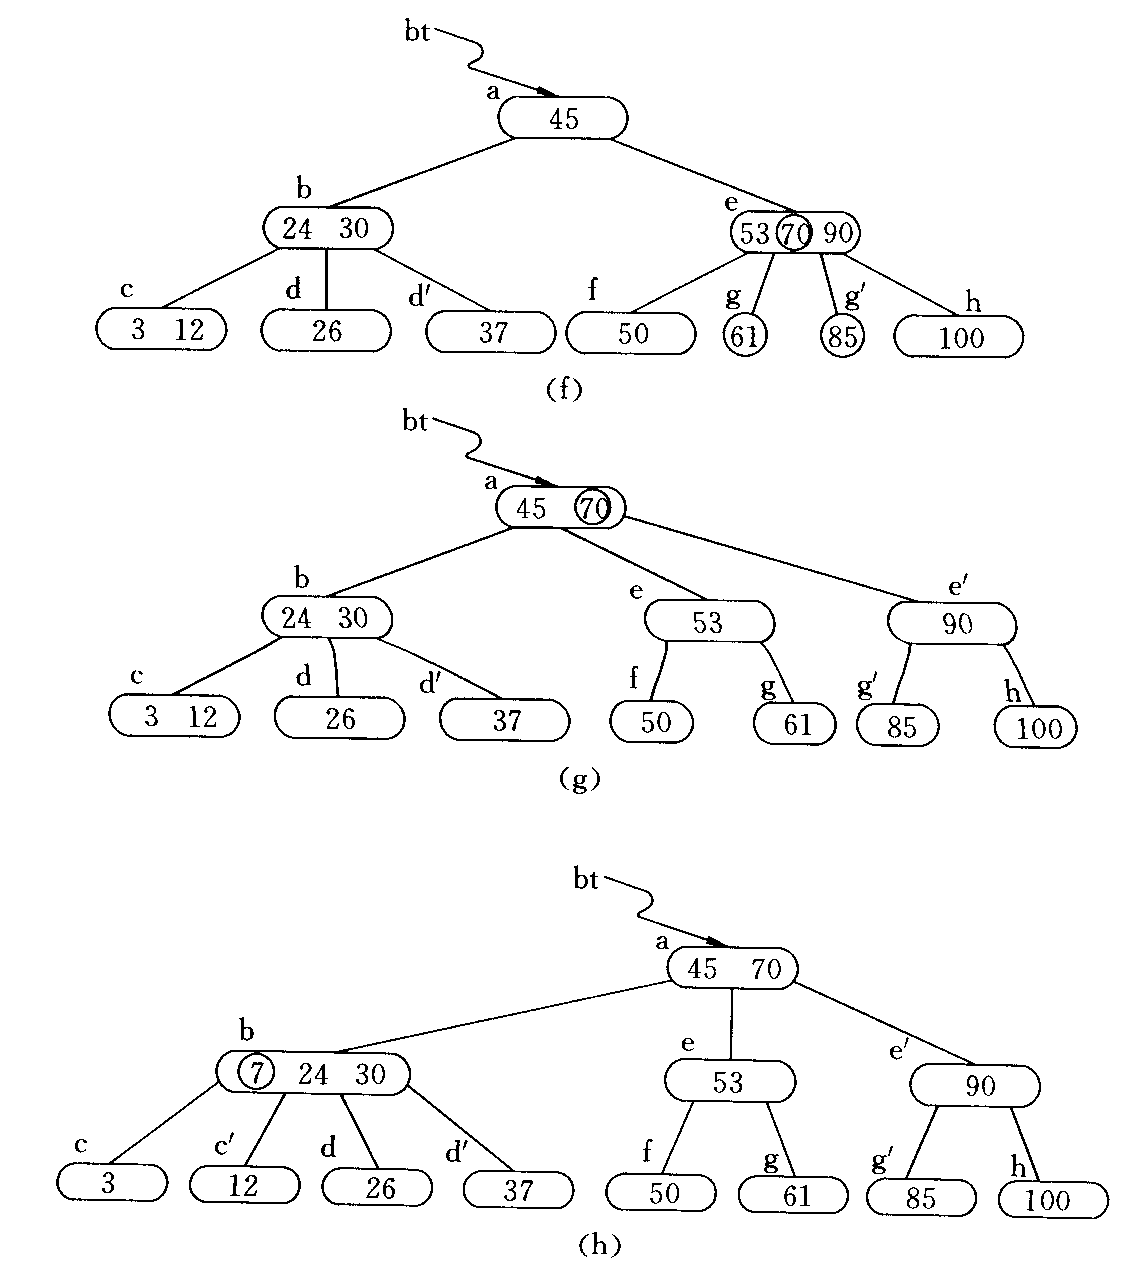 bt
a
45
b
e
24 30
53 70 90
c d d′ f g g′ h
3 12 26 37 50 61 85 100
(f)
bt
a
45 70
b e e′
24 30 53 90
c d d′ f g g′ h
3 12 26 37 50 61 85 100
(g)
bt
a
45 70
b e e′
7 24 30 53 90
c c′ d d′ f g g′ h
3 12 26 37 50 61 85 100
(h)